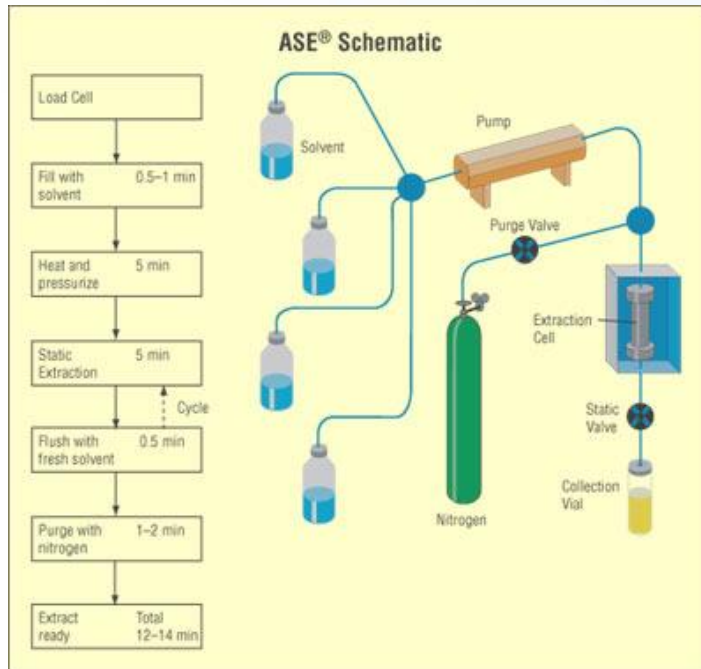 ASE® Schematic
Load Cell
Fill with 0.5–1 min
solvent
Heat and 5 min
pressurize
Static 5 min
Extraction
Cycle
Flush with 0.5 min
fresh solvent
Purge with 1–2 min
nitrogen
Extract Total
ready 12–14 min
Solvent
Pump
Purge Valve
Extraction
Cell
Static
Valve
Nitrogen
Collection
Vial